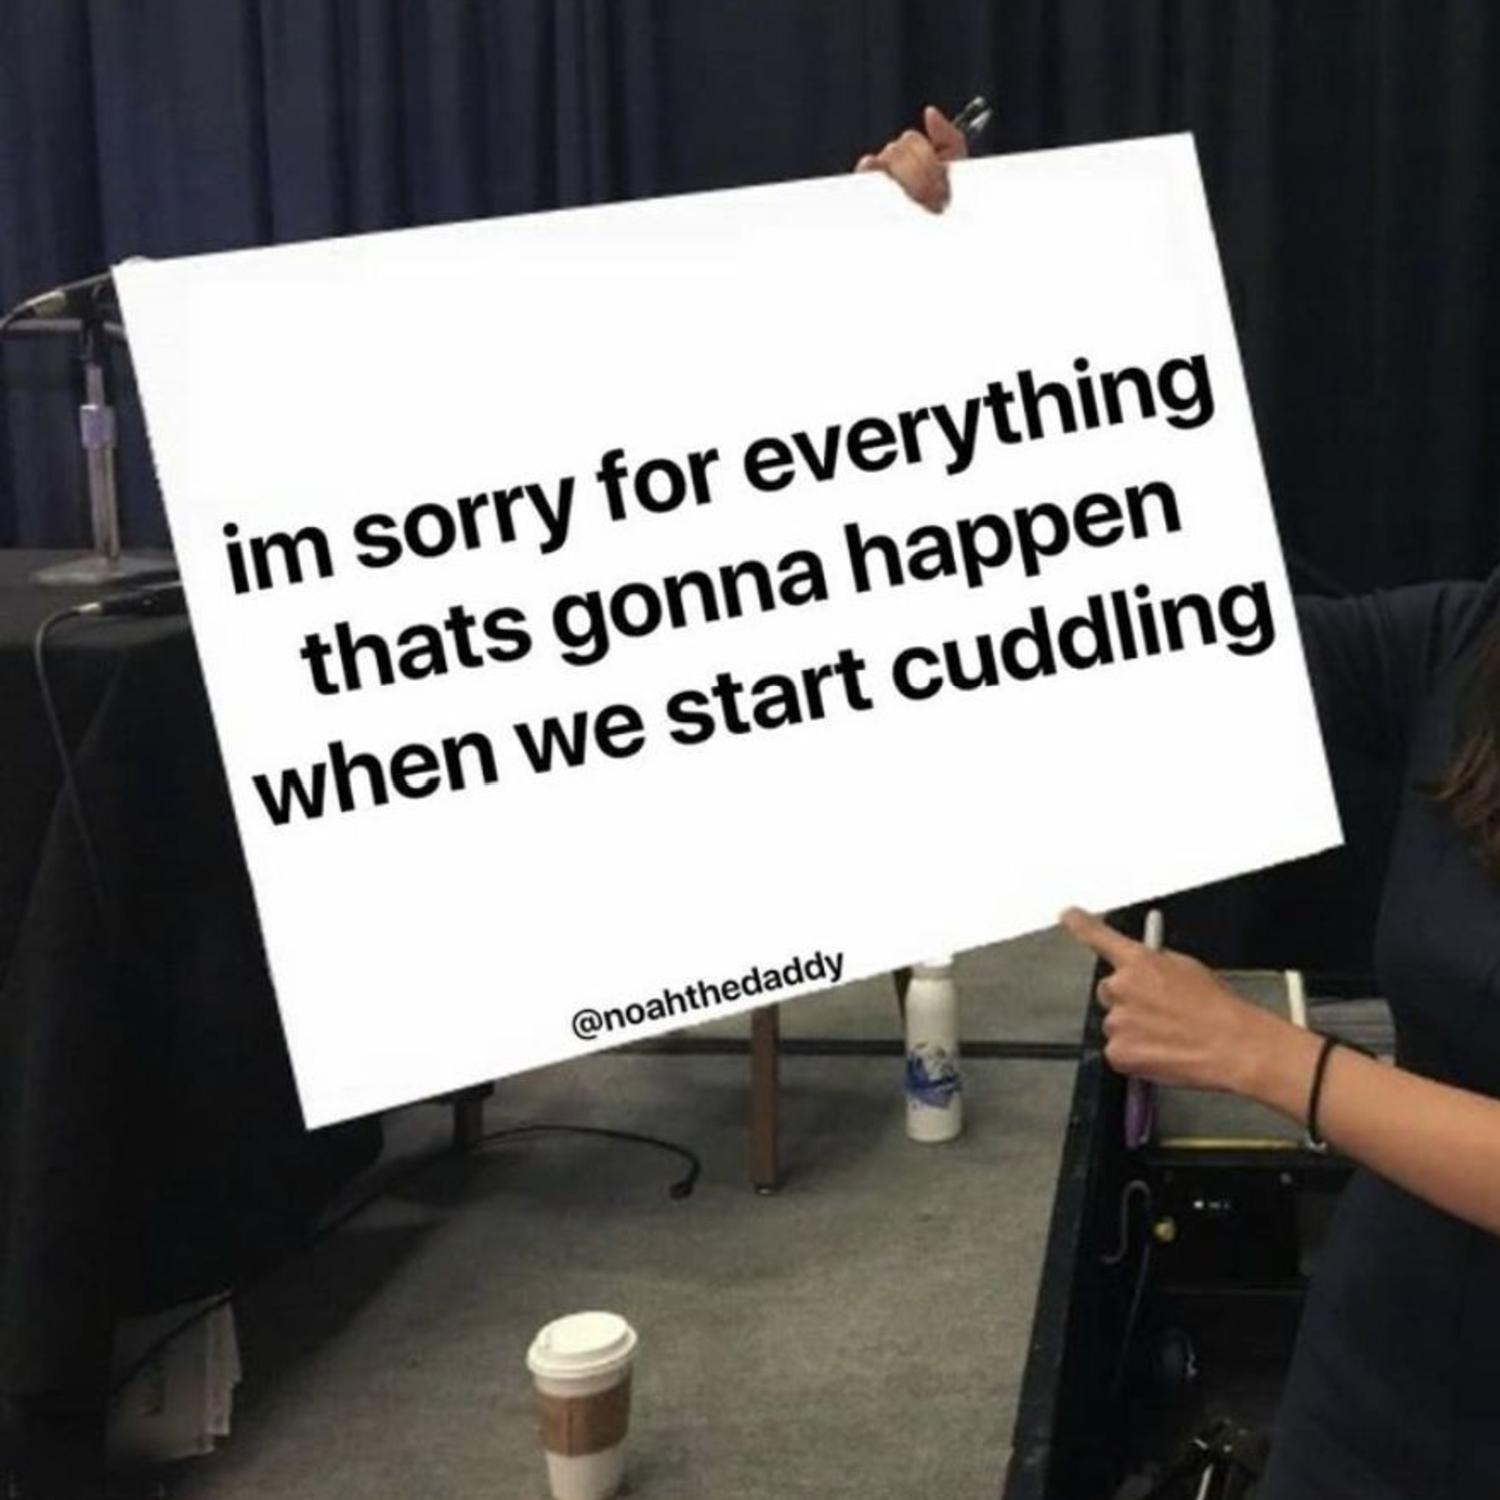 im sorry for everything
thats gonna happen
when we start cuddling
@noahthedaddy